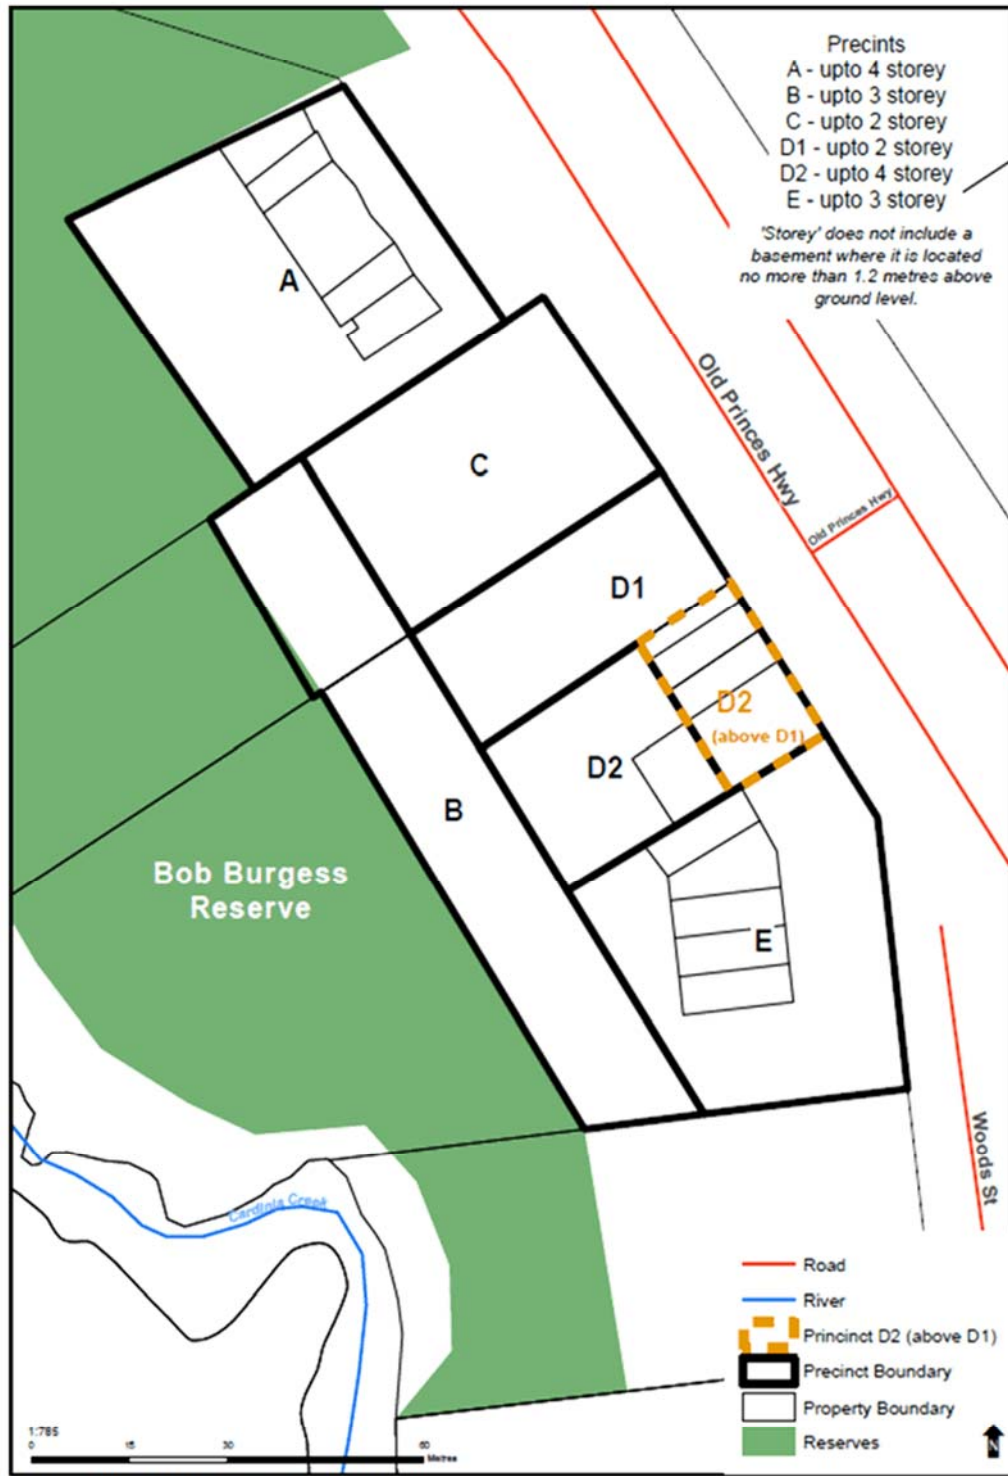 Precints
A - upto 4 storey
B - upto 3 storey
C - upto 2 storey
D1 - upto 2 storey
D2 - upto 4 storey
E - upto 3 storey
'Storey' does not include a
basement where it is located
no more than 1.2 metres above
ground level.
A
Old Princes Hwy
C
Old Princes Hwy
D1
D2
(above D1)
D2
B
Bob Burgess
Reserve
E
Woods St
Cardinia Creek
Road
River
Princinct D2 (above D1)
Precinct Boundary
Property Boundary
Reserves
1:785
0 15 30 60
Metres
N